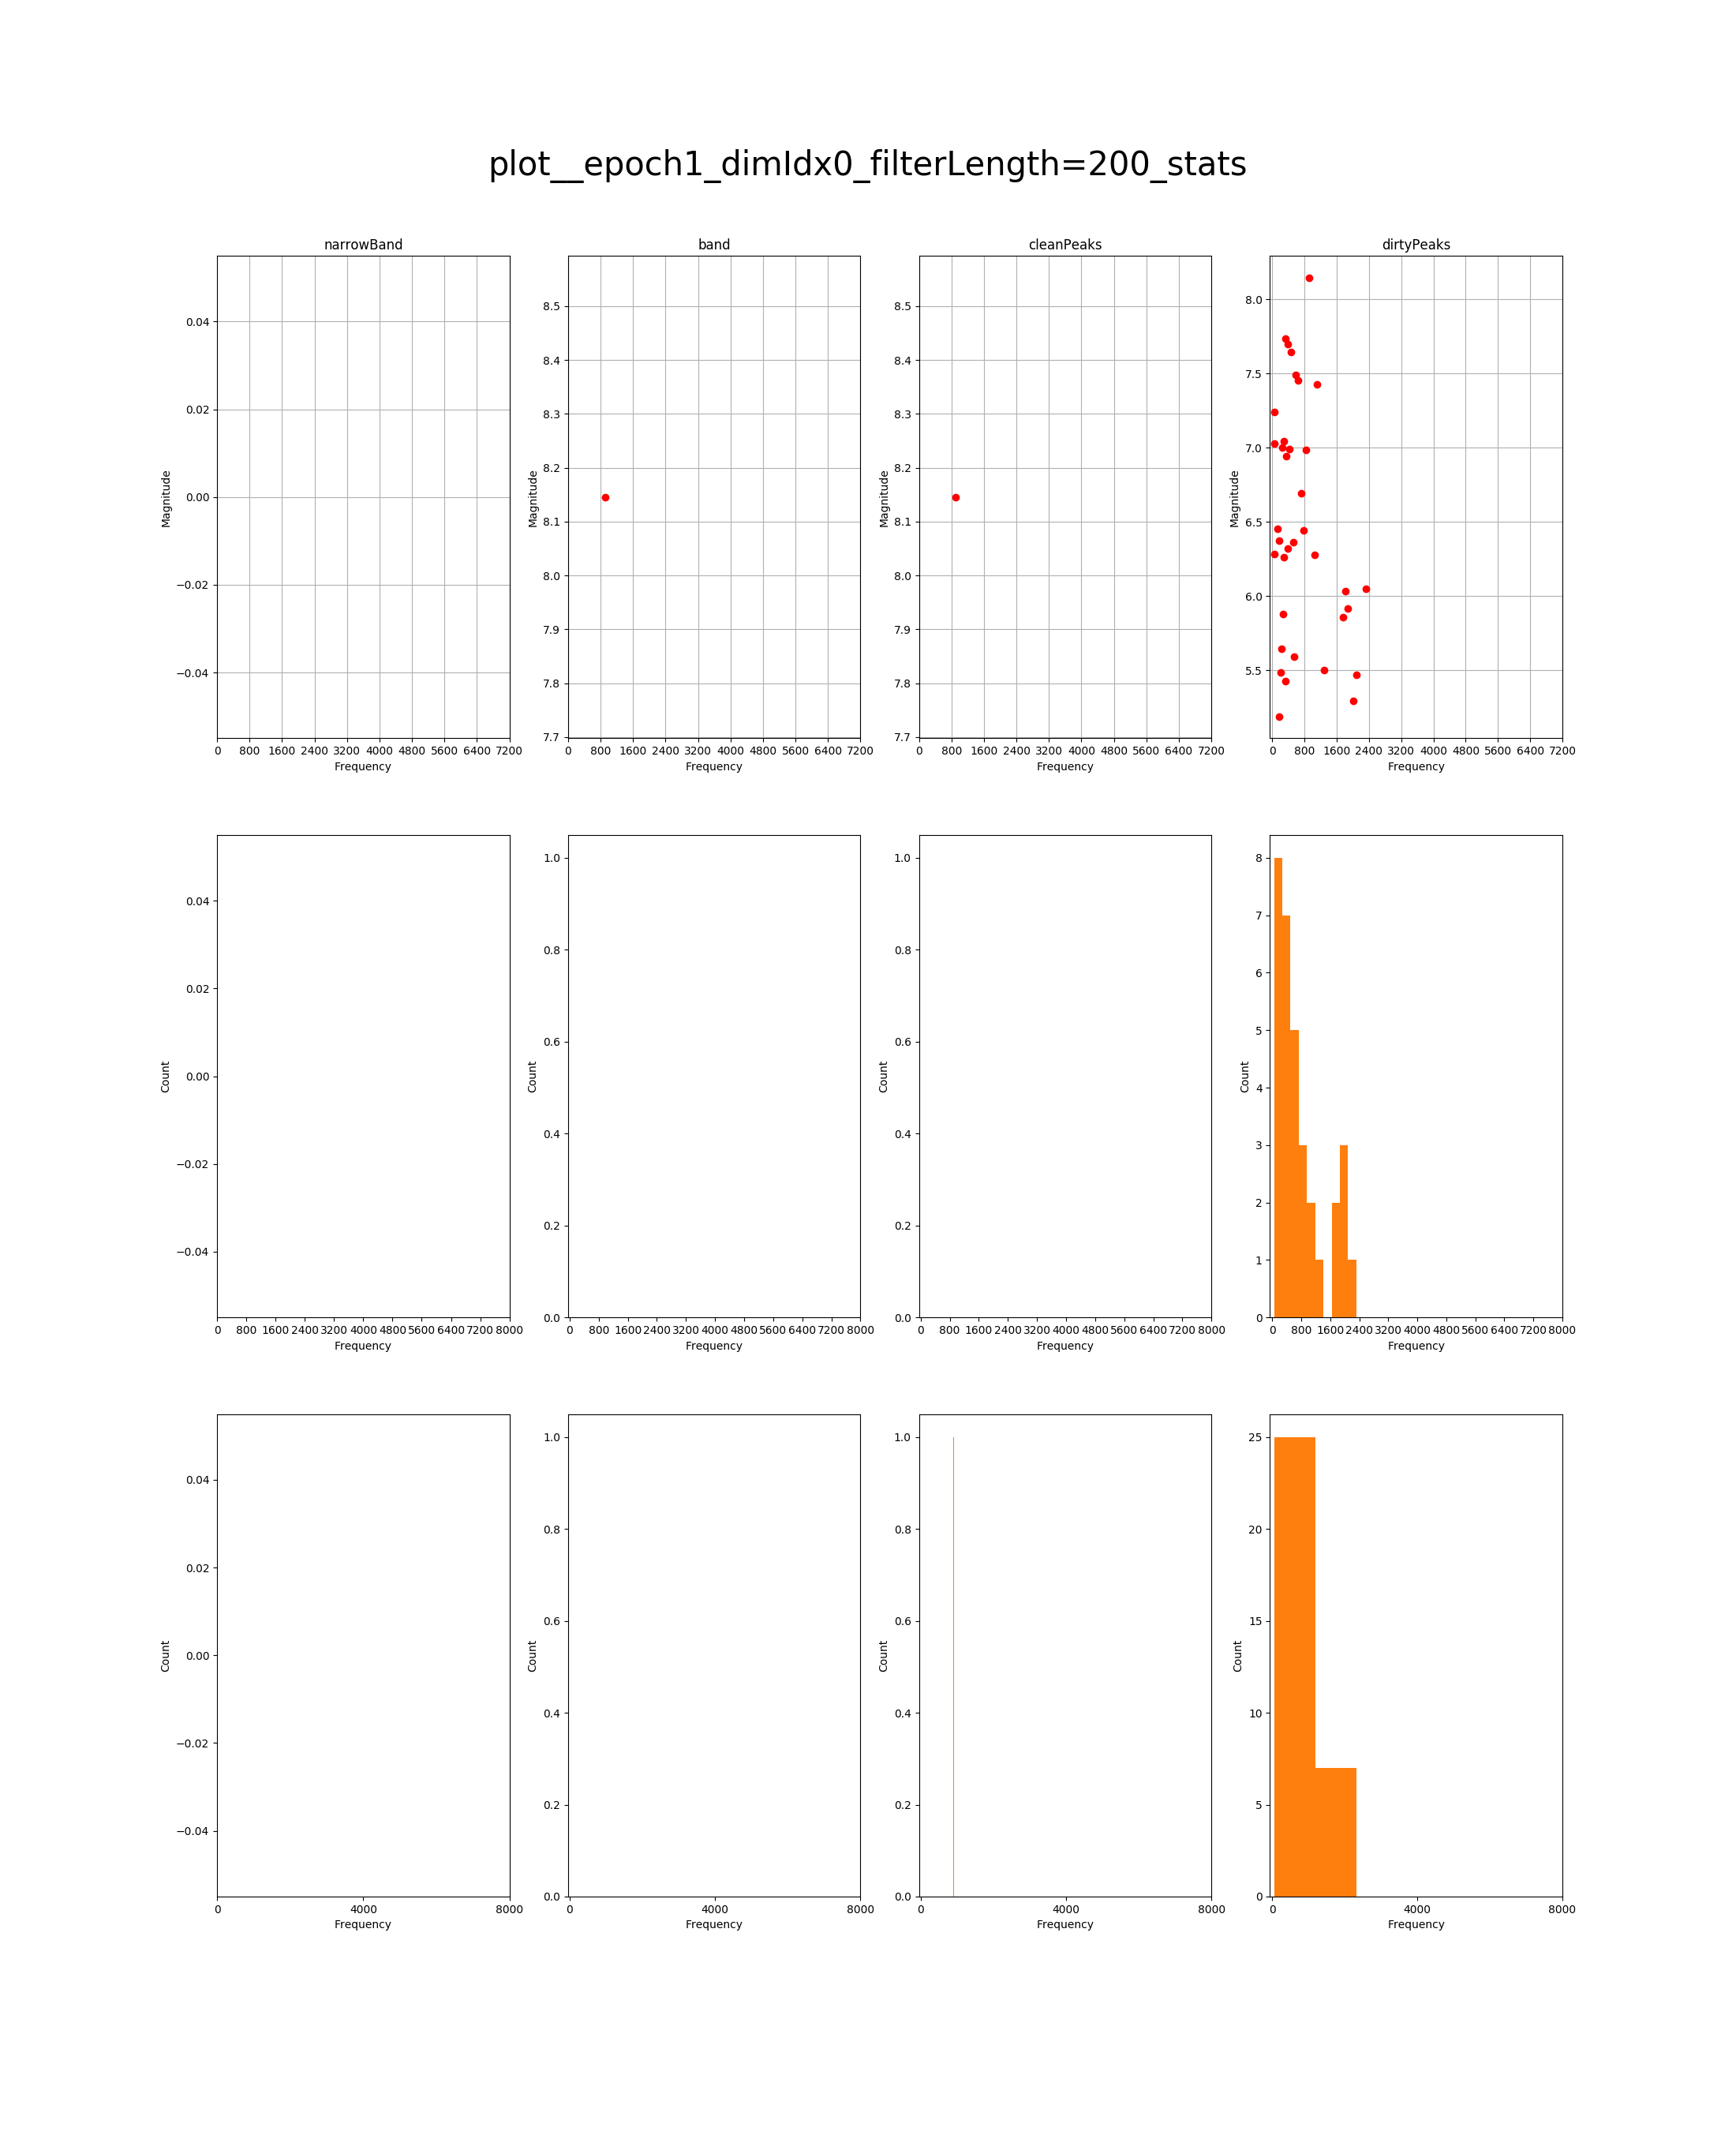 plot__epoch1_dimIdx0_filterLength=200_stats
narrowBand band cleanPeaks dirtyPeaks
Magnitude
0.04
0.02
0.00
−0.02
−0.04
0 800 1600 2400 3200 4000 4800 5600 6400 7200
Frequency
Magnitude
8.5
8.4
8.3
8.2
8.1
8.0
7.9
7.8
7.7
0 800 1600 2400 3200 4000 4800 5600 6400 7200
Frequency
Magnitude
8.5
8.4
8.3
8.2
8.1
8.0
7.9
7.8
7.7
0 800 1600 2400 3200 4000 4800 5600 6400 7200
Frequency
Magnitude
8.0
7.5
7.0
6.5
6.0
5.5
0 800 1600 2400 3200 4000 4800 5600 6400 7200
Frequency
Count
0.04
0.02
0.00
−0.02
−0.04
0 800 1600 2400 3200 4000 4800 5600 6400 7200 8000
Frequency
Count
1.0
0.8
0.6
0.4
0.2
0.0
0 800 1600 2400 3200 4000 4800 5600 6400 7200 8000
Frequency
Count
1.0
0.8
0.6
0.4
0.2
0.0
0 800 1600 2400 3200 4000 4800 5600 6400 7200 8000
Frequency
Count
8
7
6
5
4
3
2
1
0
0 800 1600 2400 3200 4000 4800 5600 6400 7200 8000
Frequency
Count
0.04
0.02
0.00
−0.02
−0.04
0 4000 8000
Frequency
Count
1.0
0.8
0.6
0.4
0.2
0.0
0 4000 8000
Frequency
Count
1.0
0.8
0.6
0.4
0.2
0.0
0 4000 8000
Frequency
Count
25
20
15
10
5
0
0 4000 8000
Frequency